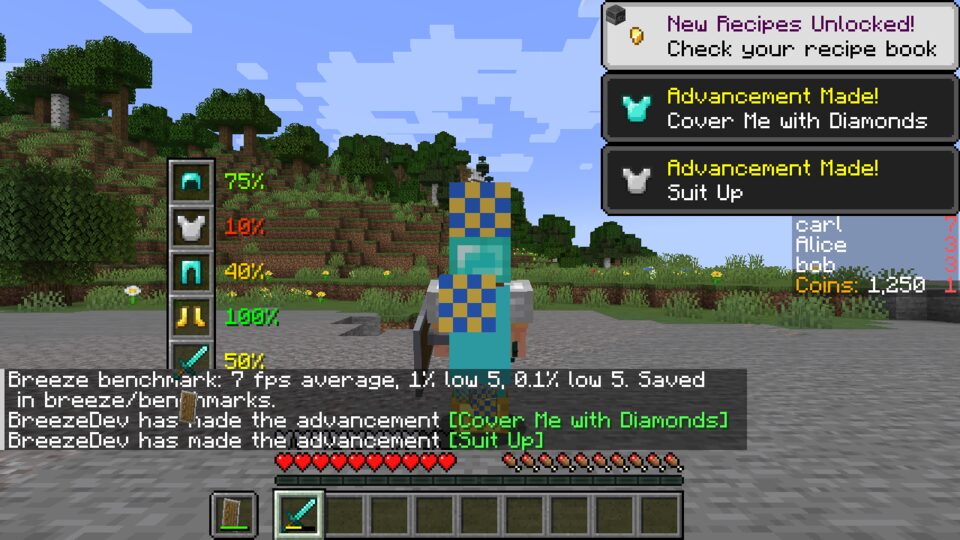 New Recipes Unlocked!
Check your recipe book
Advancement Made!
Cover Me with Diamonds
Advancement Made!
Suit Up
75%
10%
40%
100%
50%
carl 7
Alice 3
bob
Coins: 1,250 1
Breeze benchmark: 7 fps average, 1% low 5, 0.1% low 5. Saved
in breeze/benchmarks.
BreezeDev has made the advancement [Cover Me with Diamonds]
BreezeDev has made the advancement [Suit Up]